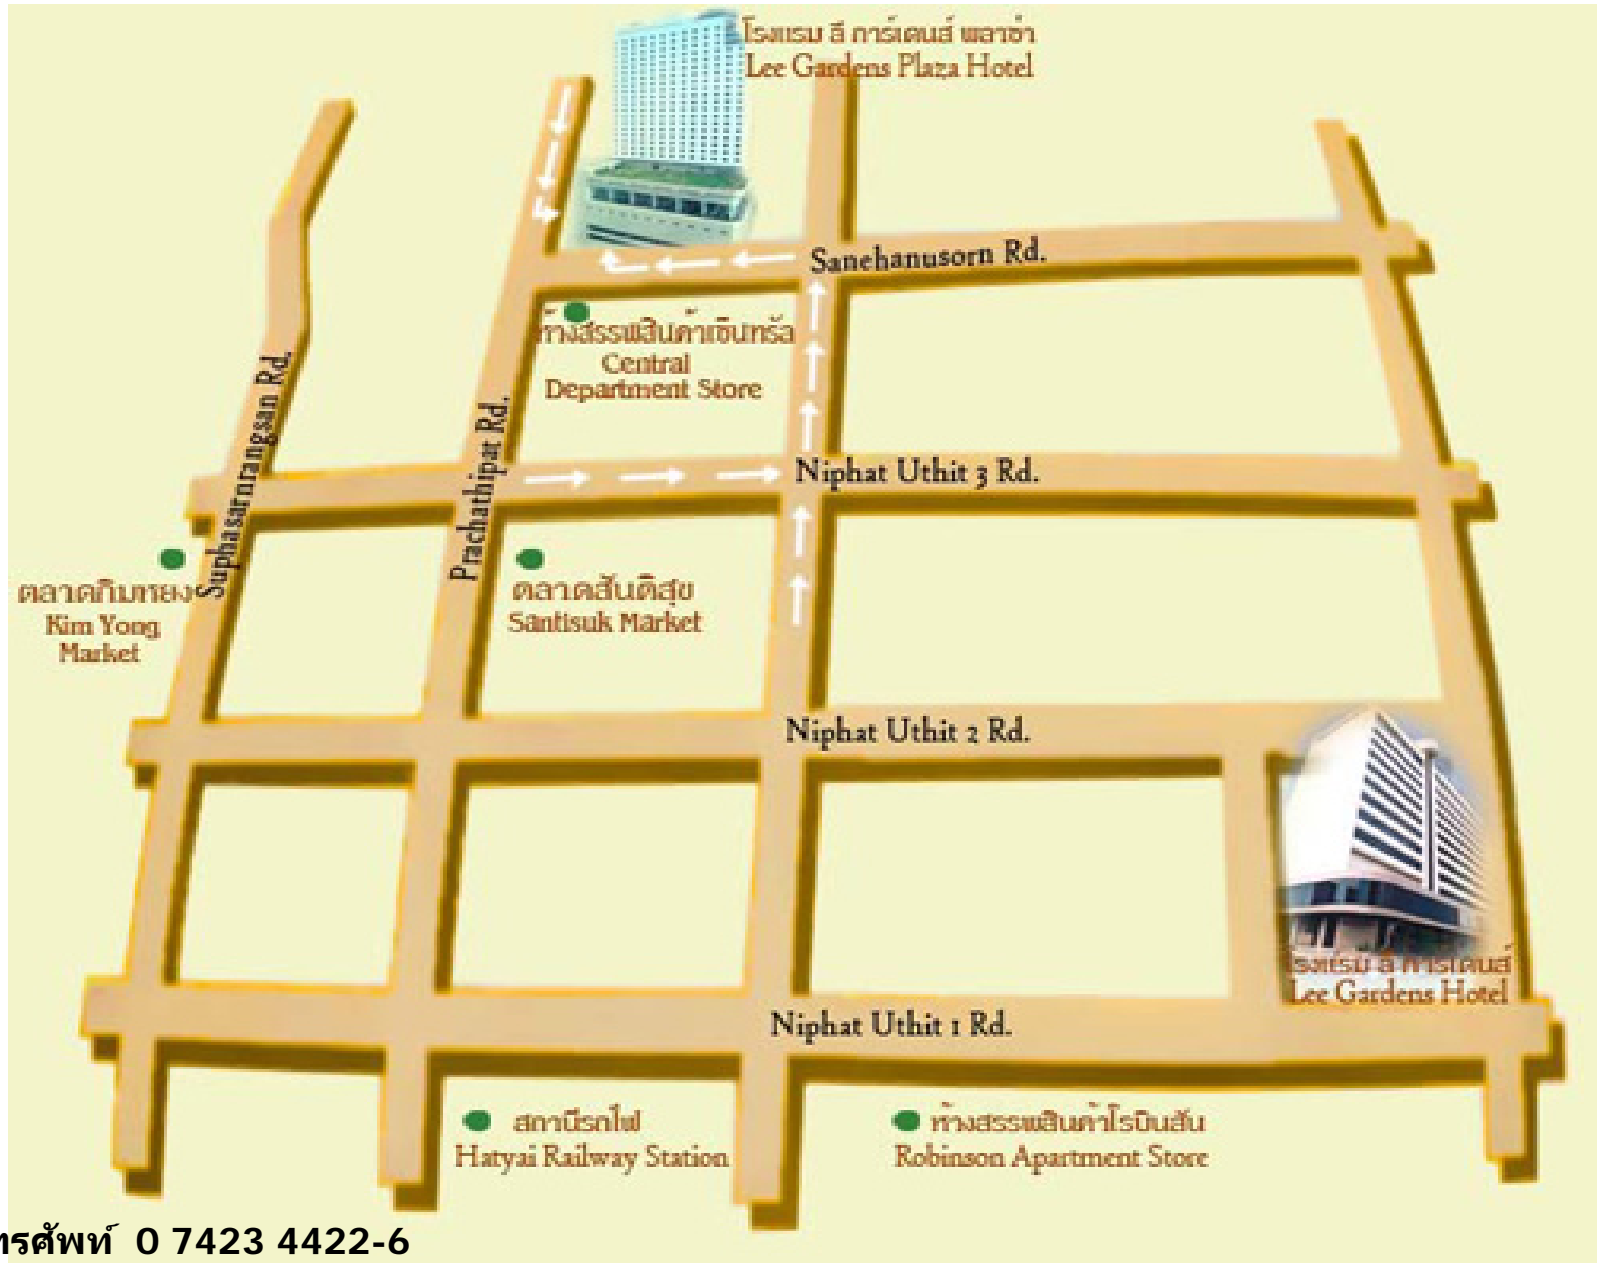 โรงแรม ลี การ์เดนส์ พลาซ่า
Lee Gardens Plaza Hotel
Sanehanusorn Rd.
ห้างสรรพสินค้าเซ็นทรัล
Central
Department Store
Suphasarnrangsan Rd.
Prachathipat Rd.
Niphat Uthit 3 Rd.
ตลาดกิมหยง
Kim Yong
Market
ตลาดสันติสุข
Santisuk Market
Niphat Uthit 2 Rd.
โรงแรม ลี การ์เดนส์
Lee Gardens Hotel
Niphat Uthit 1 Rd.
สถานีรถไฟ
Hatyai Railway Station
ห้างสรรพสินค้าโรบินสัน
Robinson Apartment Store
ทรศัพท์ 0 7423 4422-6